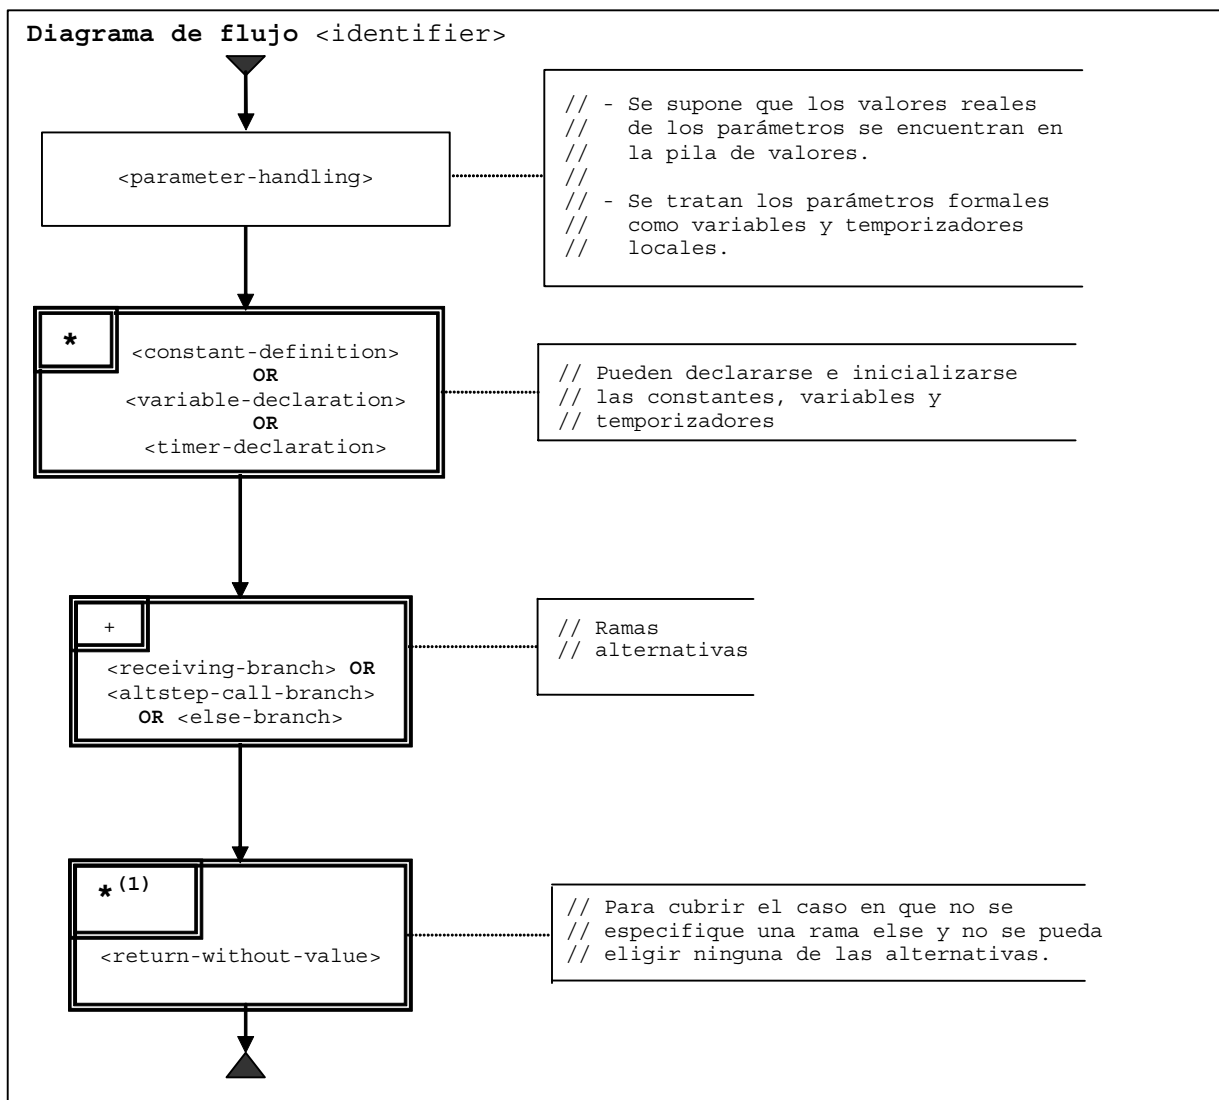 Diagrama de flujo <identifier>
<parameter-handling>
// - Se supone que los valores reales
//   de los parámetros se encuentran en
//   la pila de valores.
//
// - Se tratan los parámetros formales
//   como variables y temporizadores
//   locales.
*
<constant-definition>
OR
<variable-declaration>
OR
<timer-declaration>
// Pueden declararse e inicializarse
// las constantes, variables y
// temporizadores
+
<receiving-branch> OR
<altstep-call-branch>
OR <else-branch>
// Ramas
// alternativas
*(1)
<return-without-value>
// Para cubrir el caso en que no se
// especifique una rama else y no se pueda
// eligir ninguna de las alternativas.